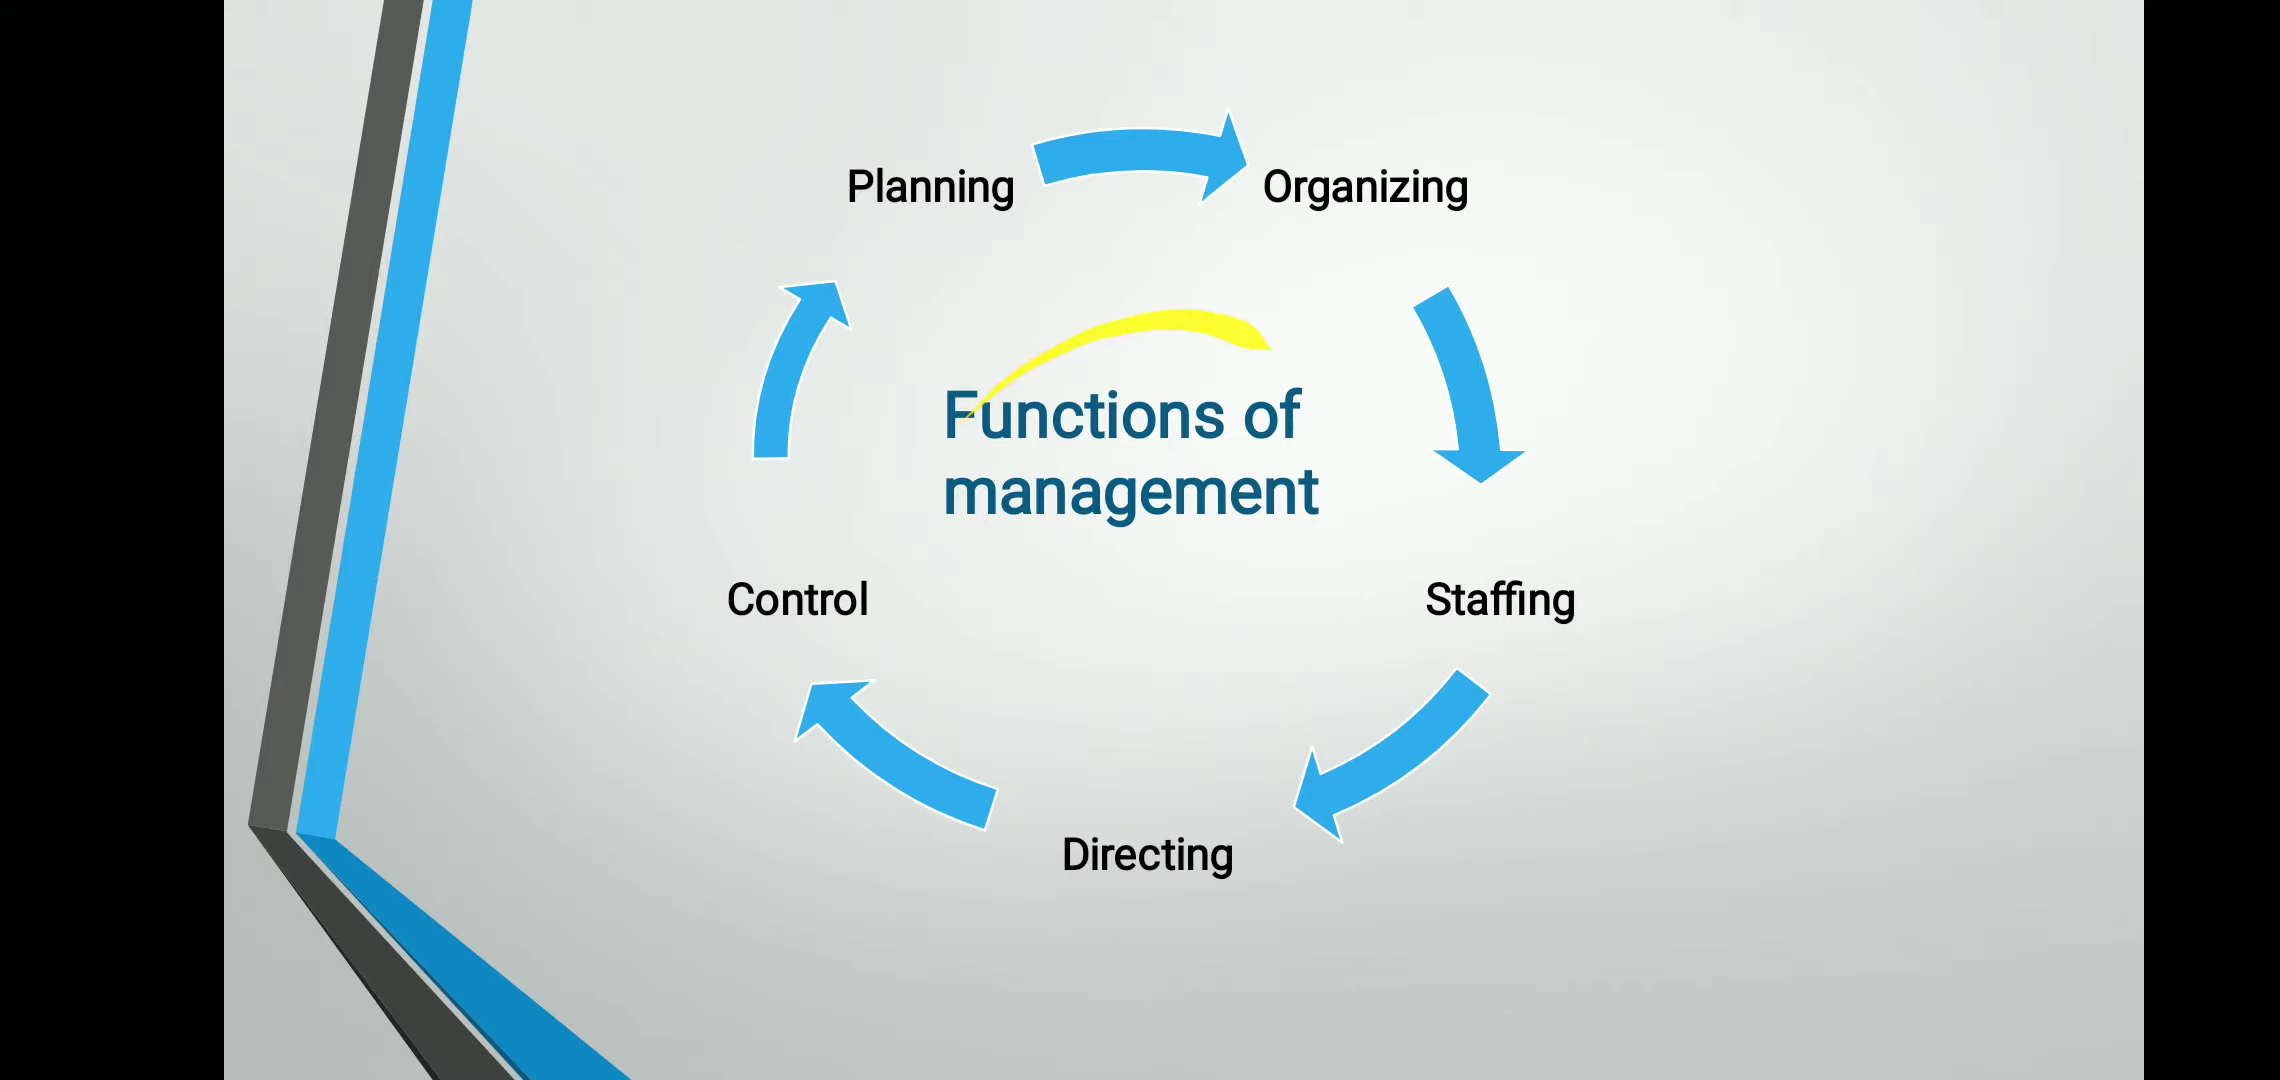 Planning
Organizing
Functions of
management
Control
Staffing
Directing